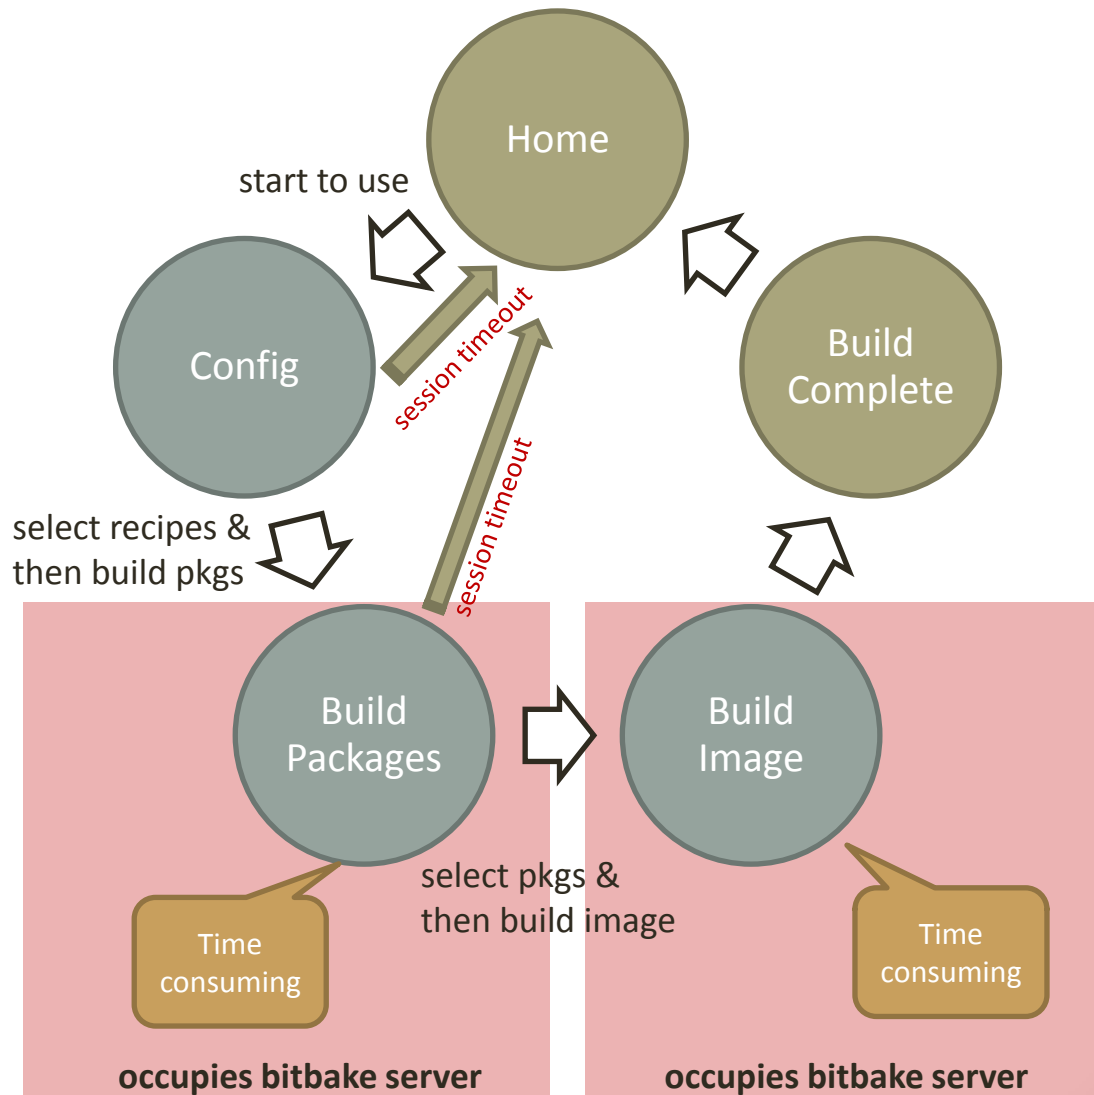 Home
start to use
Config
session timeout
session timeout
Build
Complete
select recipes &
then build pkgs
Build
Packages
Build
Image
select pkgs &
then build image
Time
consuming
Time
consuming
occupies bitbake server
occupies bitbake server